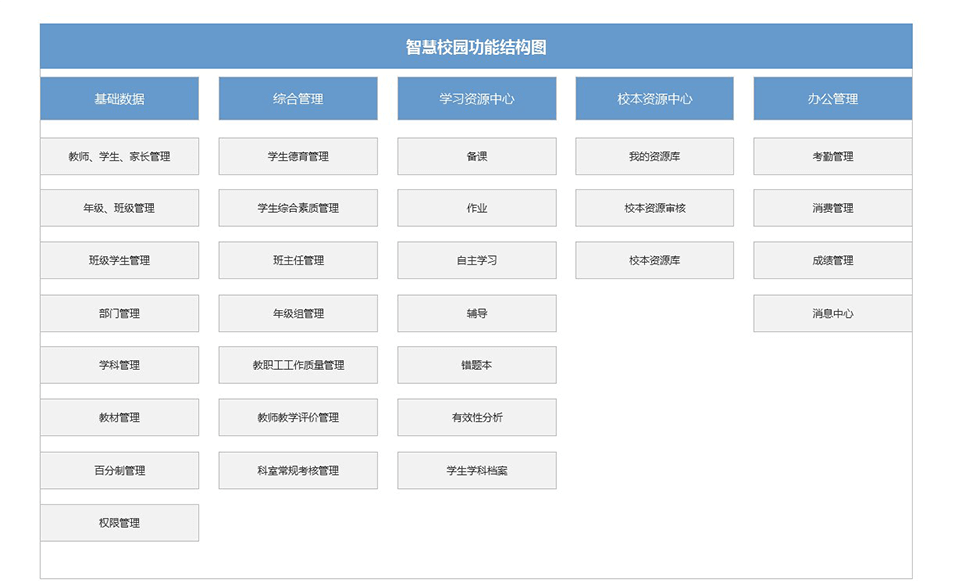 智慧校园功能结构图
基础数据
综合管理
学习资源中心
校本资源中心
办公管理
教师、学生、家长管理
学生德育管理
备课
我的资源库
考勤管理
年级、班级管理
学生综合素质管理
作业
校本资源审核
消费管理
班级学生管理
班主任管理
自主学习
校本资源库
成绩管理
部门管理
年级组管理
辅导
消息中心
学科管理
教职工工作质量管理
错题本
教材管理
教师教学评价管理
有效性分析
百分制管理
科室常规考核管理
学生学科档案
权限管理